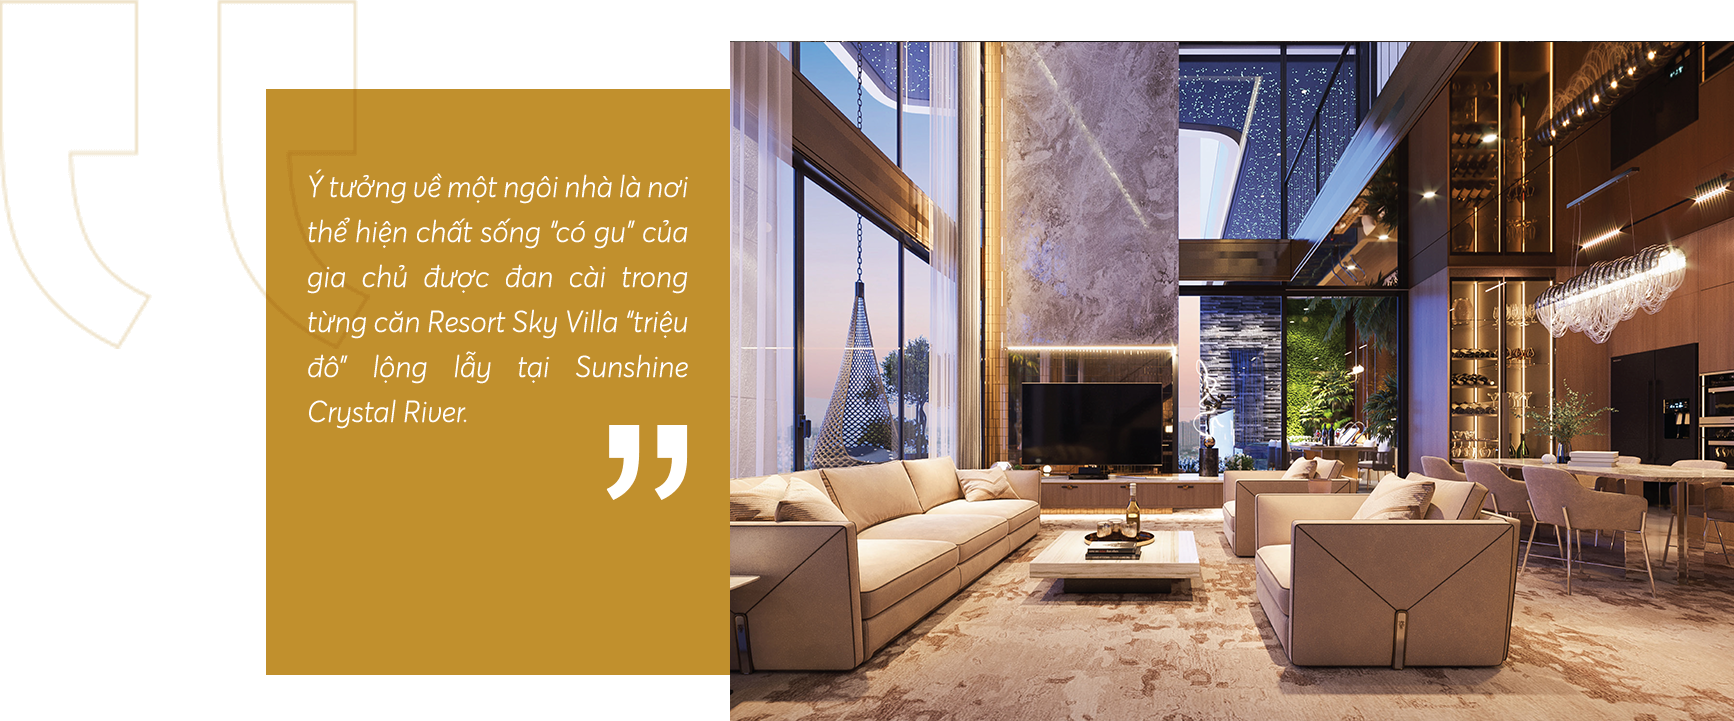 Ý tưởng về một ngôi nhà là nơi
thể hiện chất sống "có gu" của
gia chủ được đan cài trong
từng căn Resort Sky Villa "triệu
đô" lộng lẫy tại Sunshine
Crystal River.